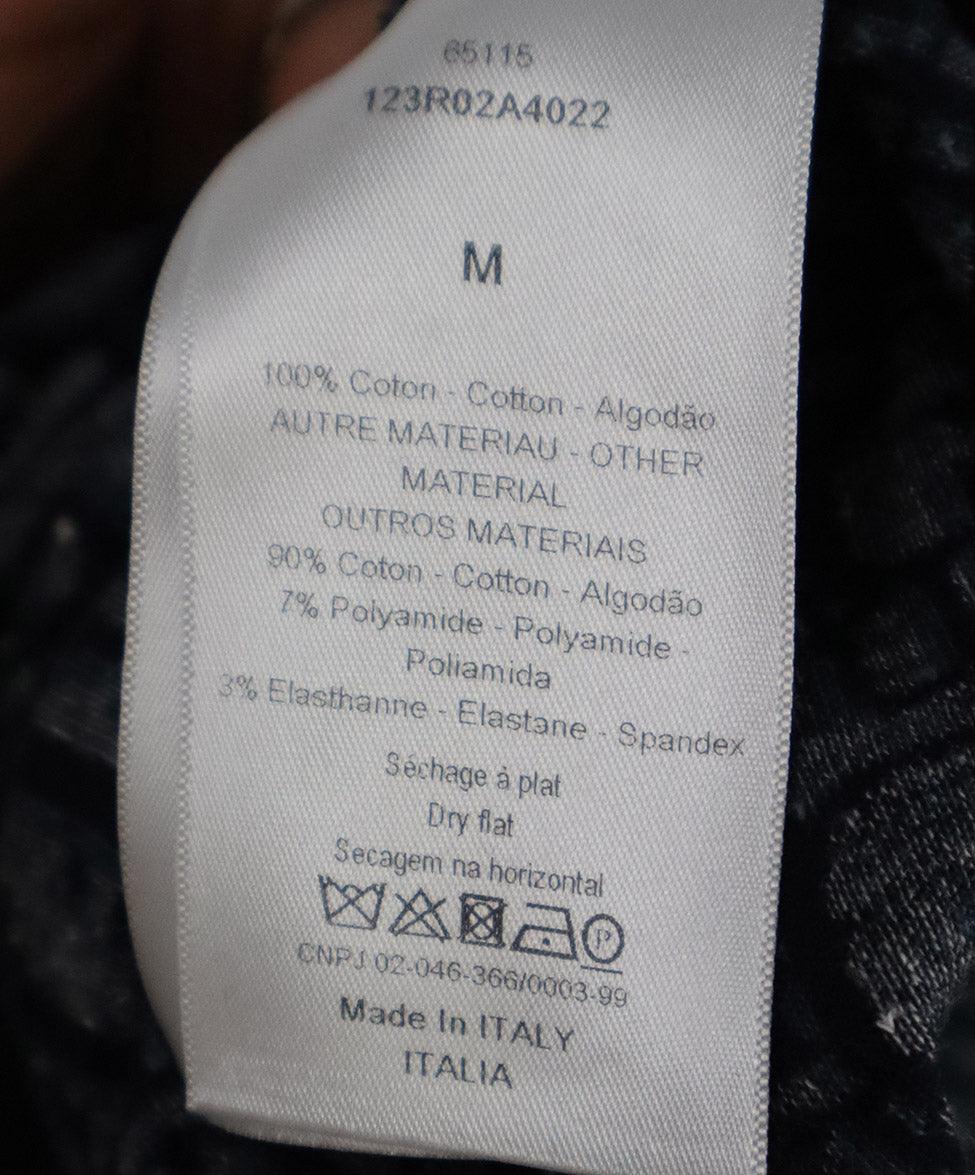 65115
123R02A4022
M
100% Coton - Cotton - Algodão
AUTRE MATERIAU - OTHER
MATERIAL
OUTROS MATERIAIS
90% Coton - Cotton - Algodão
7% Polyamide - Polyamide -
Poliamida
3% Elasthanne - Elastane - Spandex
Séchage à plat
Dry flat
Secagem na horizontal
P
CNPJ 02-046-366/0003-99
Made In ITALY
ITALIA